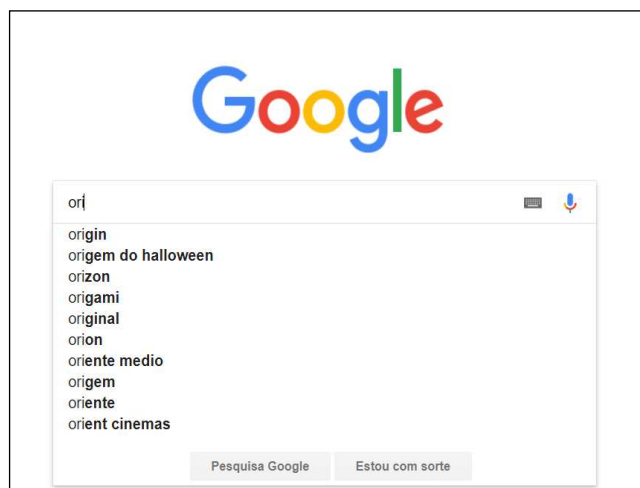 Google
ori
origin
origem do halloween
orizon
origami
original
orion
oriente medio
origem
oriente
orient cinemas
Pesquisa Google Estou com sorte